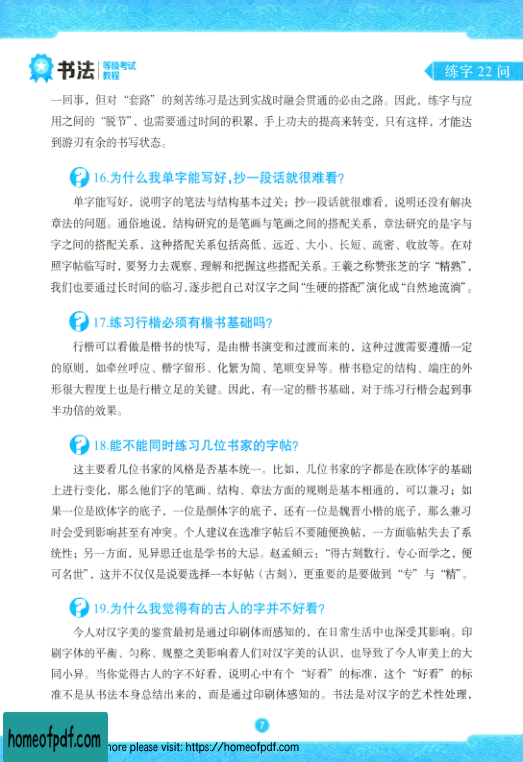 书法 等级考试
教程
练字 22 问
一回事，但对“套路”的刻苦练习是达到实战时融会贯通的必由之路。因此，练字与应
用之间的“脱节”，也需要通过时间的积累，手上功夫的提高来转变，只有这样，才能达
到游刃有余的书写状态。
16.为什么我单字能写好，抄一段话就很难看？
单字能写好，说明字的笔法与结构基本过关；抄一段话就很难看，说明还没有解决
章法的问题。通俗地说，结构研究的是笔画与笔画之间的搭配关系，章法研究的是字与
字之间的搭配关系，这种搭配关系包括高低、远近、大小、长短、疏密、收放等。在对
照字帖临写时，要努力去观察、理解和把握这些搭配关系。王羲之称赞张芝的字“精熟”，
我们也要通过长时间的临习，逐步把自己对汉字之间“生硬的搭配”演化成“自然地流淌”。
17.练习行楷必须有楷书基础吗？
行楷可以看做是楷书的快写，是由楷书演变和过渡而来的，这种过渡需要遵循一定
的原则，如牵丝呼应、楷字留形、化繁为简、笔顺变异等。楷书稳定的结构、端庄的外
形很大程度上也是行楷立足的关键。因此，有一定的楷书基础，对于练习行楷会起到事
半功倍的效果。
18.能不能同时练习几位书家的字帖？
这主要看几位书家的风格是否基本统一。比如，几位书家的字都是在欧体字的基础
上进行变化，那么他们字的笔画、结构、章法方面的规则是基本相通的，可以兼习；如
果一位是欧体字的底子，一位是颜体字的底子，还有一位是魏晋小楷的底子，那么兼习
时会受到影响甚至有冲突。个人建议在选准字帖后不要随便换帖，一方面临帖失去了系
统性；另一方面，见异思迁也是学书的大忌。赵孟頫云：“得古刻数行，专心而学之，便
可名世”，这并不仅仅是说要选择一本好帖（古刻），更重要的是要做到“专”与“精”。
19.为什么我觉得有的古人的字并不好看？
今人对汉字美的鉴赏最初是通过印刷体而感知的，在日常生活中也深受其影响。印
刷字体的平衡、匀称、规整之美影响着人们对汉字美的认识，也导致了今人审美上的大
同小异。当你觉得古人的字不好看，说明心中有个“好看”的标准，这个“好看”的标
准不是从书法本身总结出来的，而是通过印刷体感知的。书法是对汉字的艺术性处理，
7
homeofpdf.com
more please visit: https://homeofpdf.com